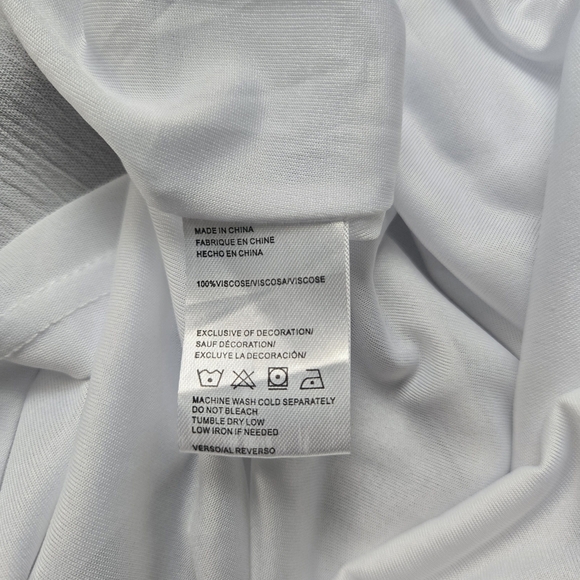 MADE IN CHINA
FABRIQUE EN CHINE
HECHO EN CHINA
100%VISCOSE/VISCOSA/VISCOSE
EXCLUSIVE OF DECORATION/
SAUF DÉCORATION/
EXCLUYE LA DECORACIÓN/
MACHINE WASH COLD SEPARATELY
DO NOT BLEACH
TUMBLE DRY LOW
LOW IRON IF NEEDED
VERSO/AL REVERSO